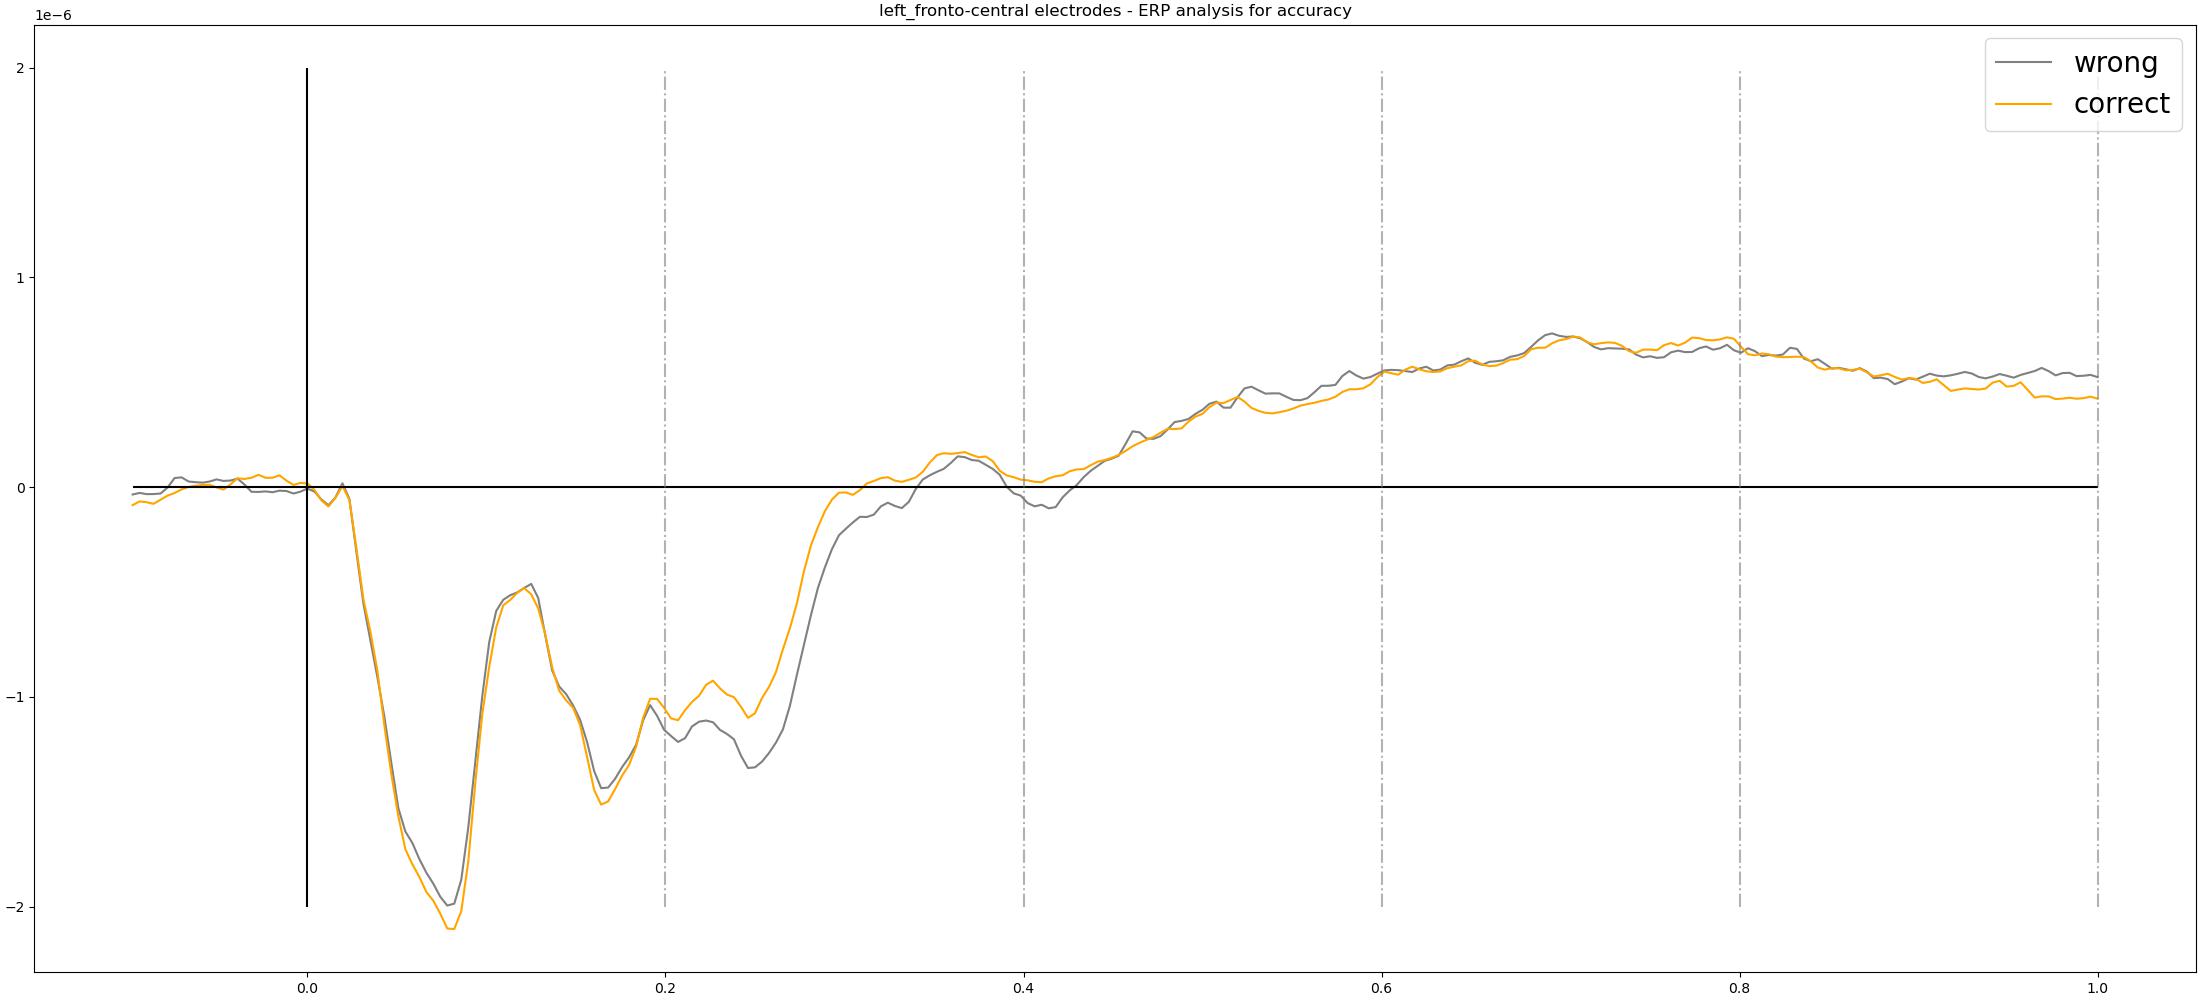 left_fronto-central electrodes - ERP analysis for accuracy
1e−6
2
1
0
−1
−2
0.0 0.2 0.4 0.6 0.8 1.0
wrong
correct